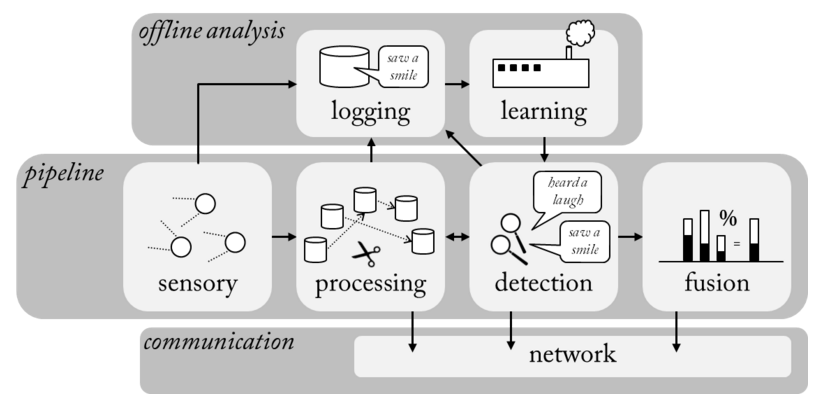 offline analysis
saw a
smile
logging
learning
pipeline
heard a
laugh
saw a
smile
%
=
sensory
processing
detection
fusion
communication
network